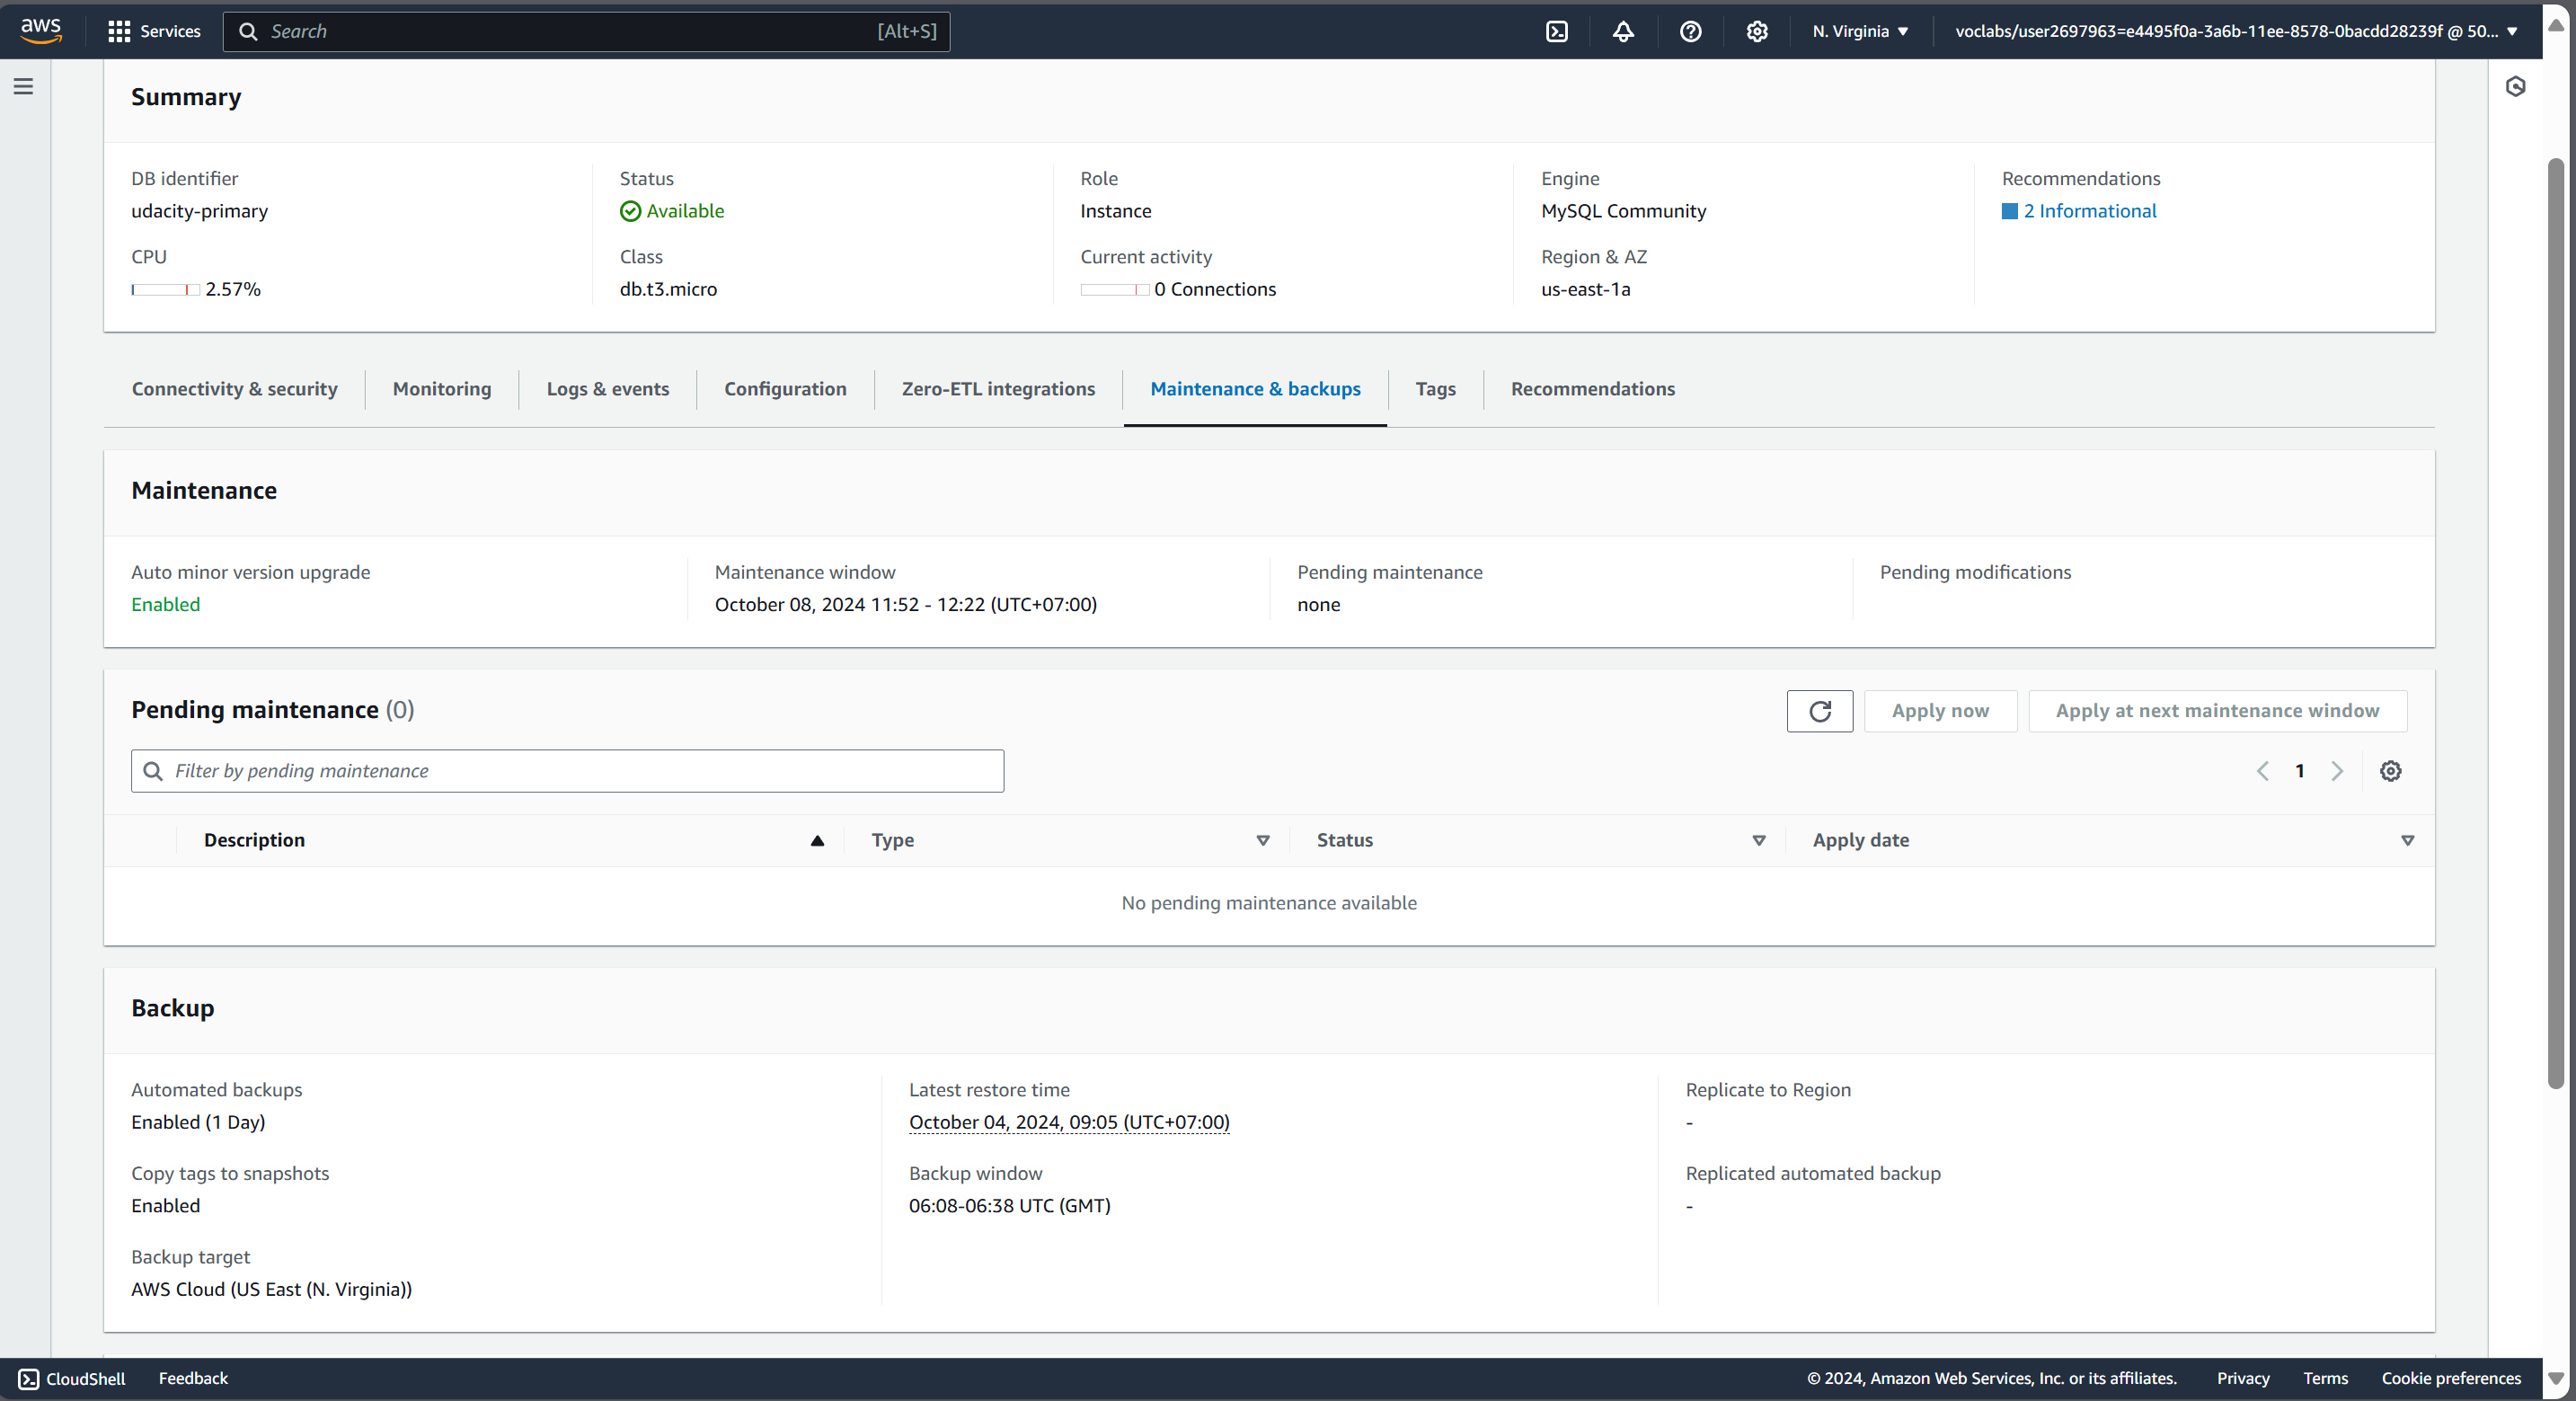 aws
Services
Search
[Alt+S]
N. Virginia
voclabs/user2697963=e4495f0a-3a6b-11ee-8578-0bacdd28239f @ 50...
Summary
DB identifier
udacity-primary
Status
Available
Role
Instance
Engine
MySQL Community
Recommendations
2 Informational
CPU
2.57%
Class
db.t3.micro
Current activity
0 Connections
Region & AZ
us-east-1a
Connectivity & security
Monitoring
Logs & events
Configuration
Zero-ETL integrations
Maintenance & backups
Tags
Recommendations
Maintenance
Auto minor version upgrade
Enabled
Maintenance window
October 08, 2024 11:52 - 12:22 (UTC+07:00)
Pending maintenance
none
Pending modifications
Pending maintenance (0)
Apply now
Apply at next maintenance window
Filter by pending maintenance
1
Description
Type
Status
Apply date
No pending maintenance available
Backup
Automated backups
Enabled (1 Day)
Latest restore time
October 04, 2024, 09:05 (UTC+07:00)
Replicate to Region
-
Copy tags to snapshots
Enabled
Backup window
06:08-06:38 UTC (GMT)
Replicated automated backup
-
Backup target
AWS Cloud (US East (N. Virginia))
CloudShell
Feedback
© 2024, Amazon Web Services, Inc. or its affiliates.
Privacy
Terms
Cookie preferences